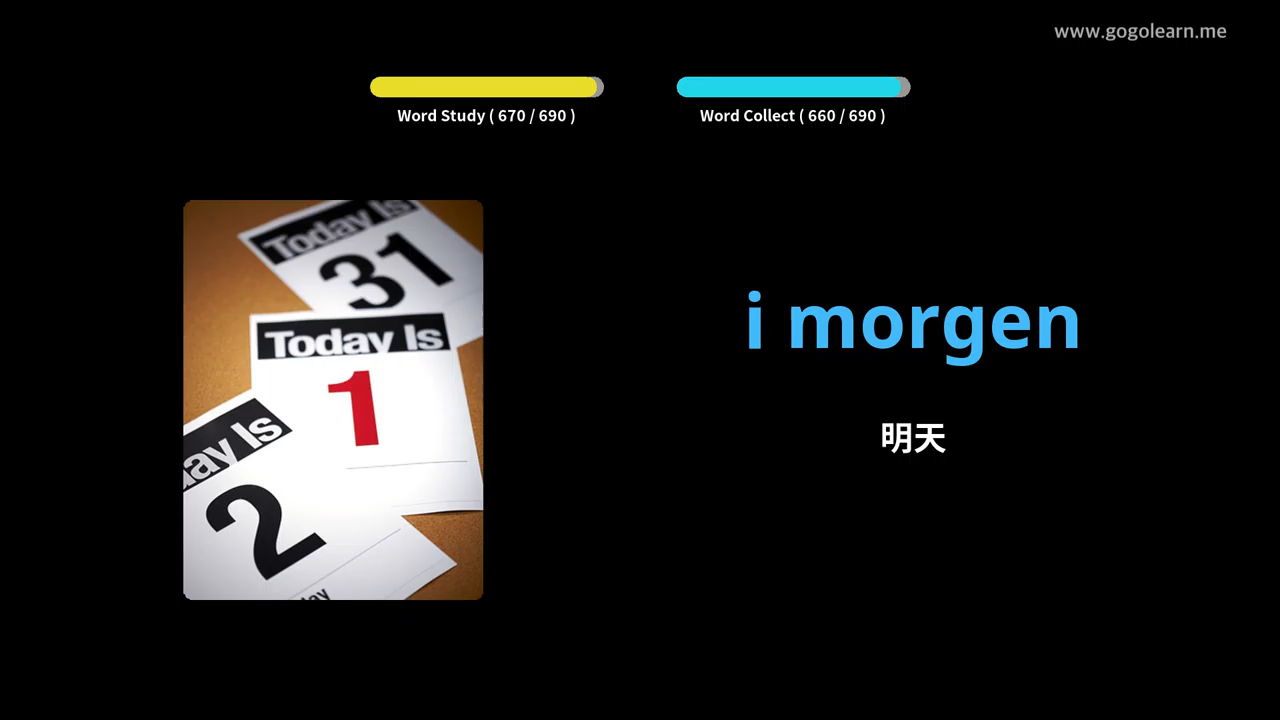 www.gogolearn.me
Word Study ( 670 / 690 )
Word Collect ( 660 / 690 )
Today Is
31
Today Is
1
ay Is
2
ay
i morgen
明天